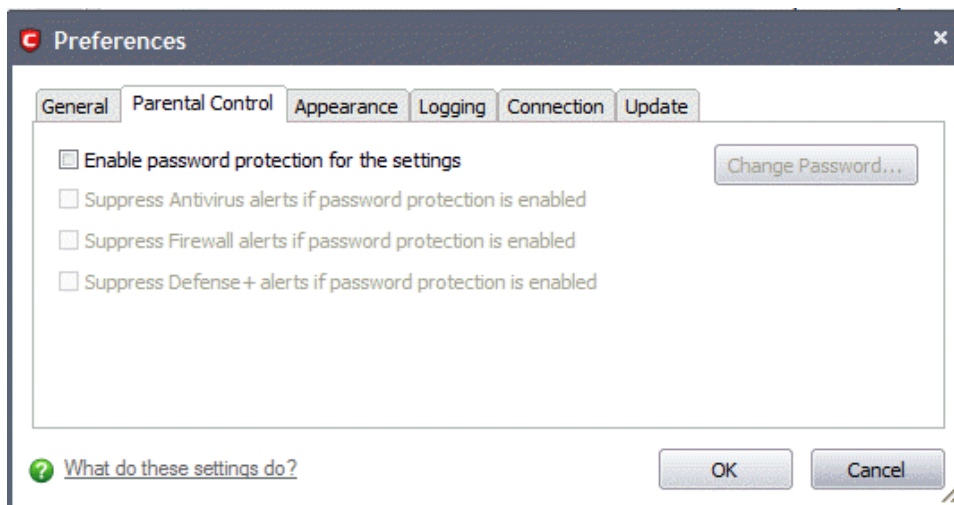 Preferences
General Parental Control Appearance Logging Connection Update
Enable password protection for the settings
Change Password...
Suppress Antivirus alerts if password protection is enabled
Suppress Firewall alerts if password protection is enabled
Suppress Defense+ alerts if password protection is enabled
What do these settings do?
OK
Cancel